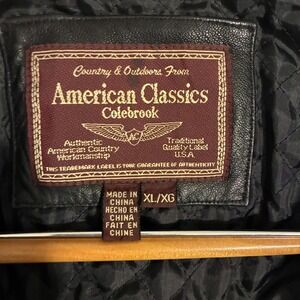 Country & Outdoors From
American Classics
Colebrook
AC
Authentic
American Country
Workmanship
Traditional
Quality Label
U.S.A.
THIS TRADEMARK LABEL IS YOUR GUARANTEE OF AUTHENTICITY
MADE IN
CHINA
HECHO EN
CHINA
FAIT EN
CHINE
XL/XG